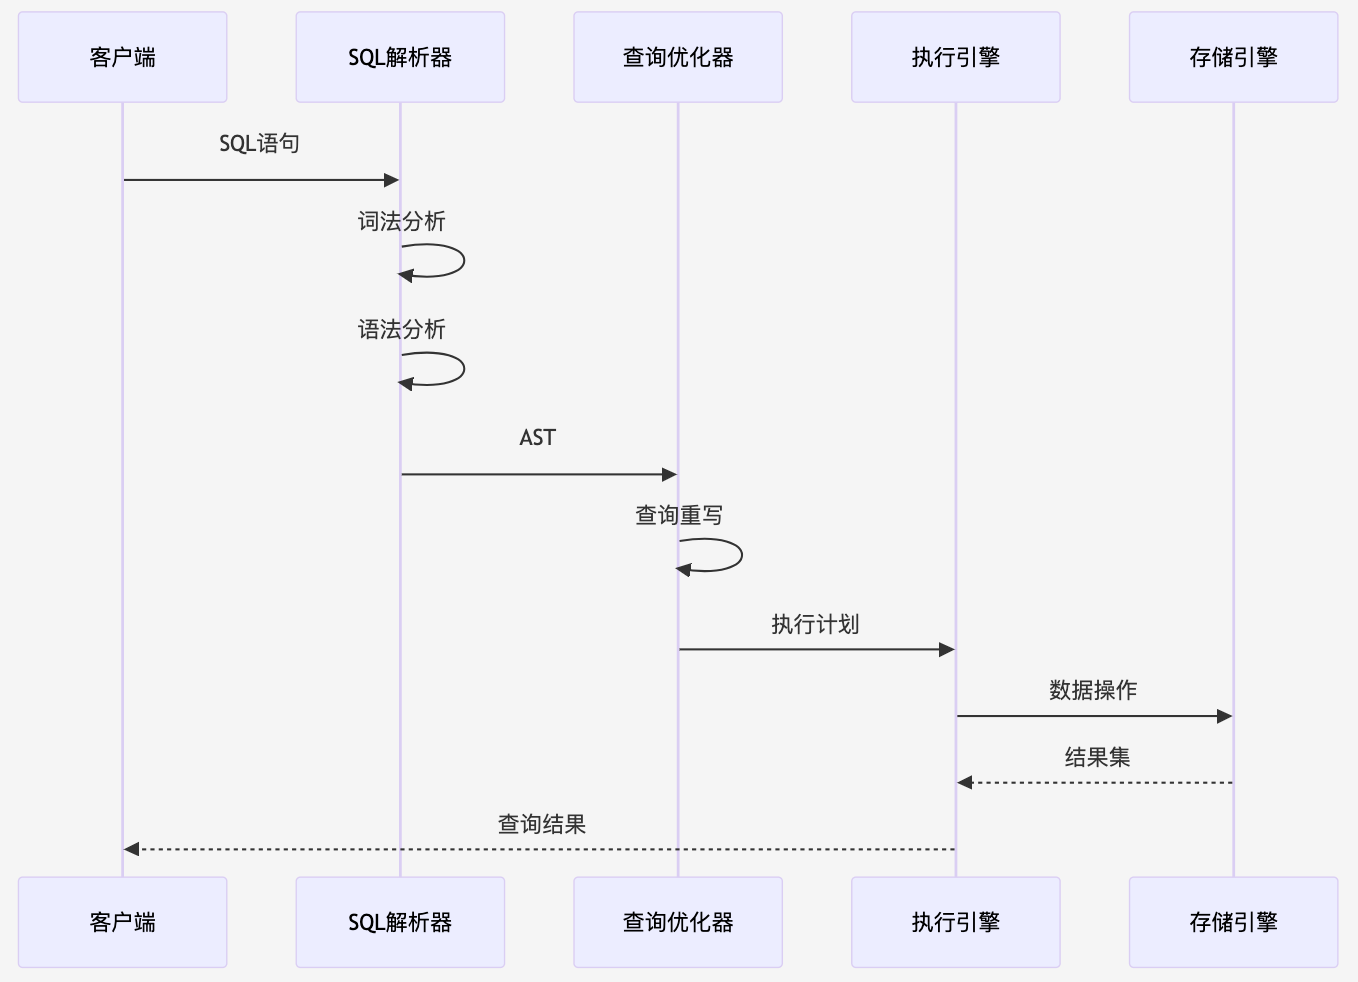 客户端
SQL解析器
查询优化器
执行引擎
存储引擎
SQL语句
词法分析
语法分析
AST
查询重写
执行计划
数据操作
结果集
查询结果
客户端
SQL解析器
查询优化器
执行引擎
存储引擎